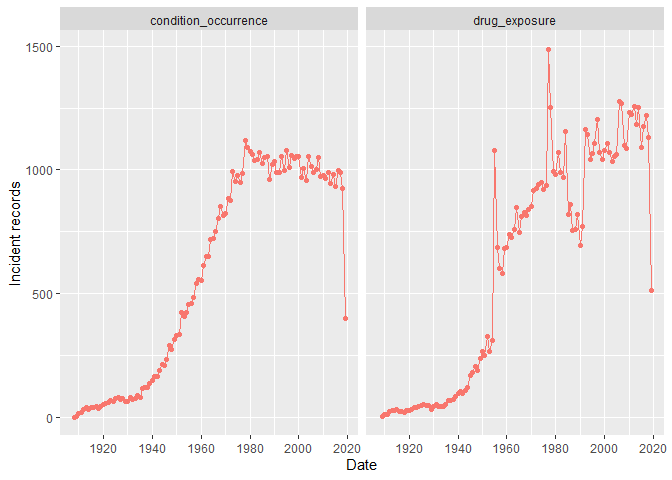 condition_occurrence drug_exposure
1500
1000
500
0
Incident records
1920 1940 1960 1980 2000 2020 1920 1940 1960 1980 2000 2020
Date